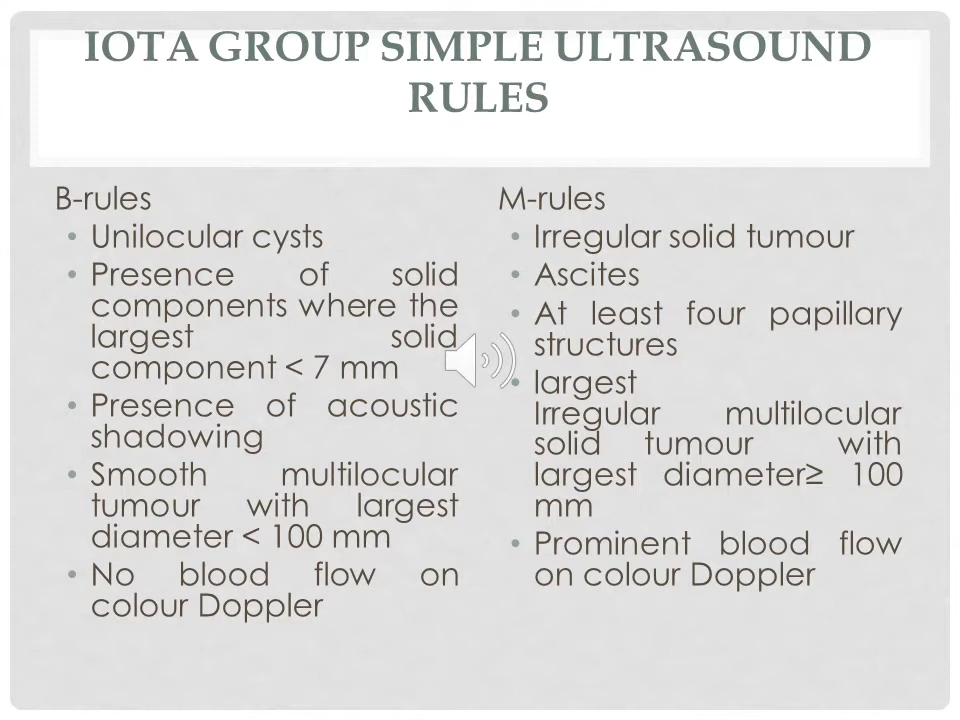 IOTA GROUP SIMPLE ULTRASOUND
RULES
B-rules
• Unilocular cysts
• Presence of solid
components where the
largest solid
component < 7 mm
• Presence of acoustic
shadowing
• Smooth multilocular
tumour with largest
diameter < 100 mm
• No blood flow on
colour Doppler
M-rules
• Irregular solid tumour
• Ascites
• At least four papillary
structures
• largest
Irregular multilocular
solid tumour with
largest diameter≥ 100
mm
• Prominent blood flow
on colour Doppler